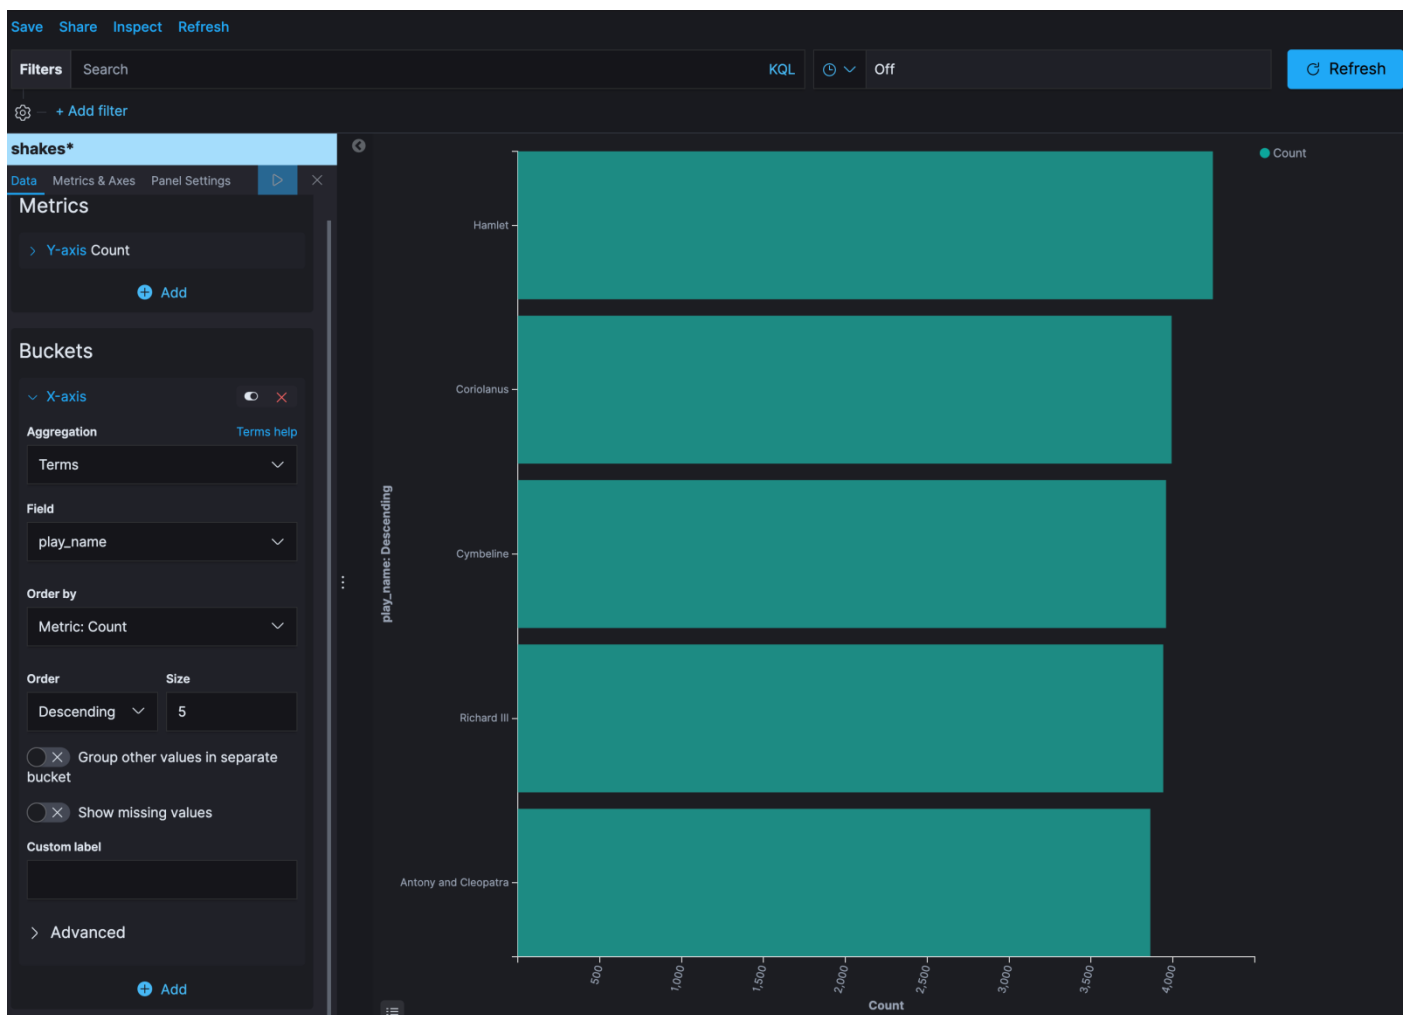 Save Share Inspect Refresh
Filters Search KQL Off Refresh
+ Add filter
shakes*
Data Metrics & Axes Panel Settings
Metrics
Y-axis Count
Add
Buckets
X-axis
Aggregation Terms help
Terms
Field
play_name
Order by
Metric: Count
Order Size
Descending 5
Group other values in separate
bucket
Show missing values
Custom label
Advanced
Add
play_name: Descending
Hamlet
Coriolanus
Cymbeline
Richard III
Antony and Cleopatra
500 1,000 1,500 2,000 2,500 3,000 3,500 4,000
Count
Count